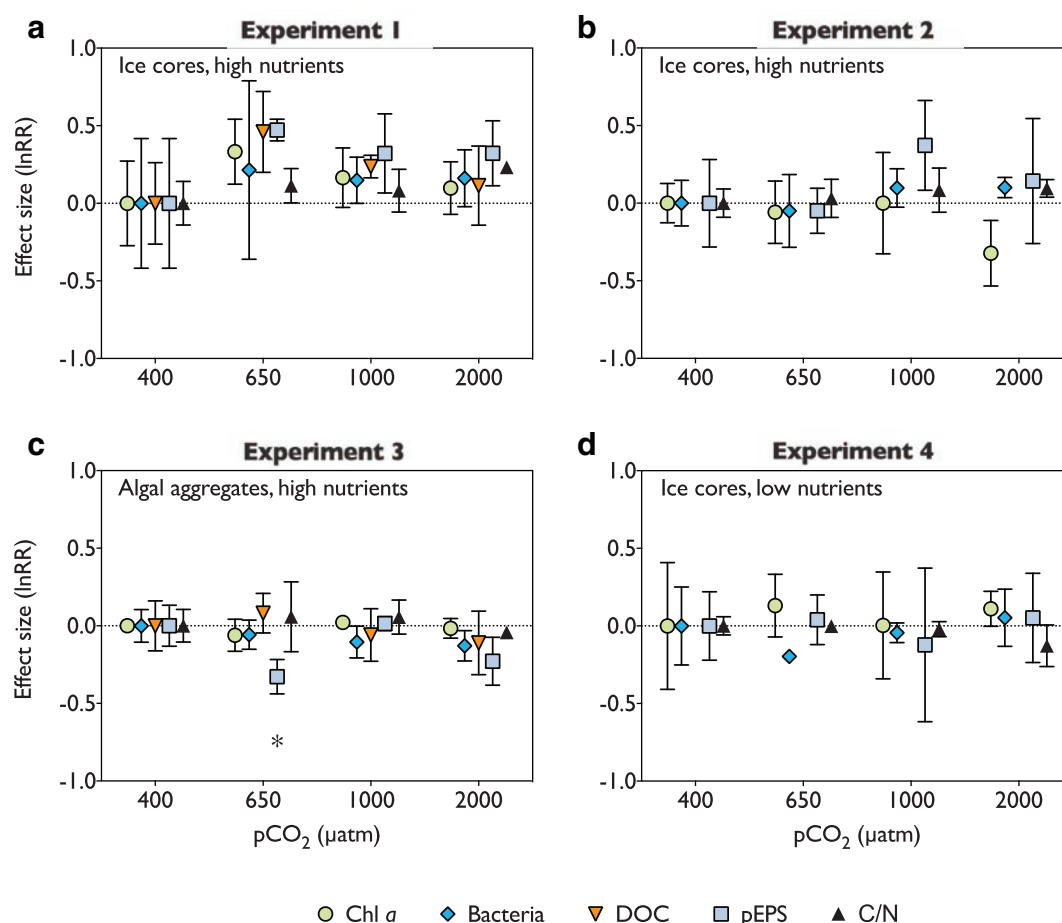 a
Experiment 1
Ice cores, high nutrients
Effect size (lnRR)
1.0
0.5
0.0
-0.5
-1.0
400 650 1000 2000
b
Experiment 2
Ice cores, high nutrients
1.0
0.5
0.0
-0.5
-1.0
400 650 1000 2000
c
Experiment 3
Algal aggregates, high nutrients
Effect size (lnRR)
1.0
0.5
0.0
-0.5
-1.0
*
400 650 1000 2000
pCO₂ (µatm)
d
Experiment 4
Ice cores, low nutrients
1.0
0.5
0.0
-0.5
-1.0
400 650 1000 2000
pCO₂ (µatm)
Chl a Bacteria DOC pEPS C/N